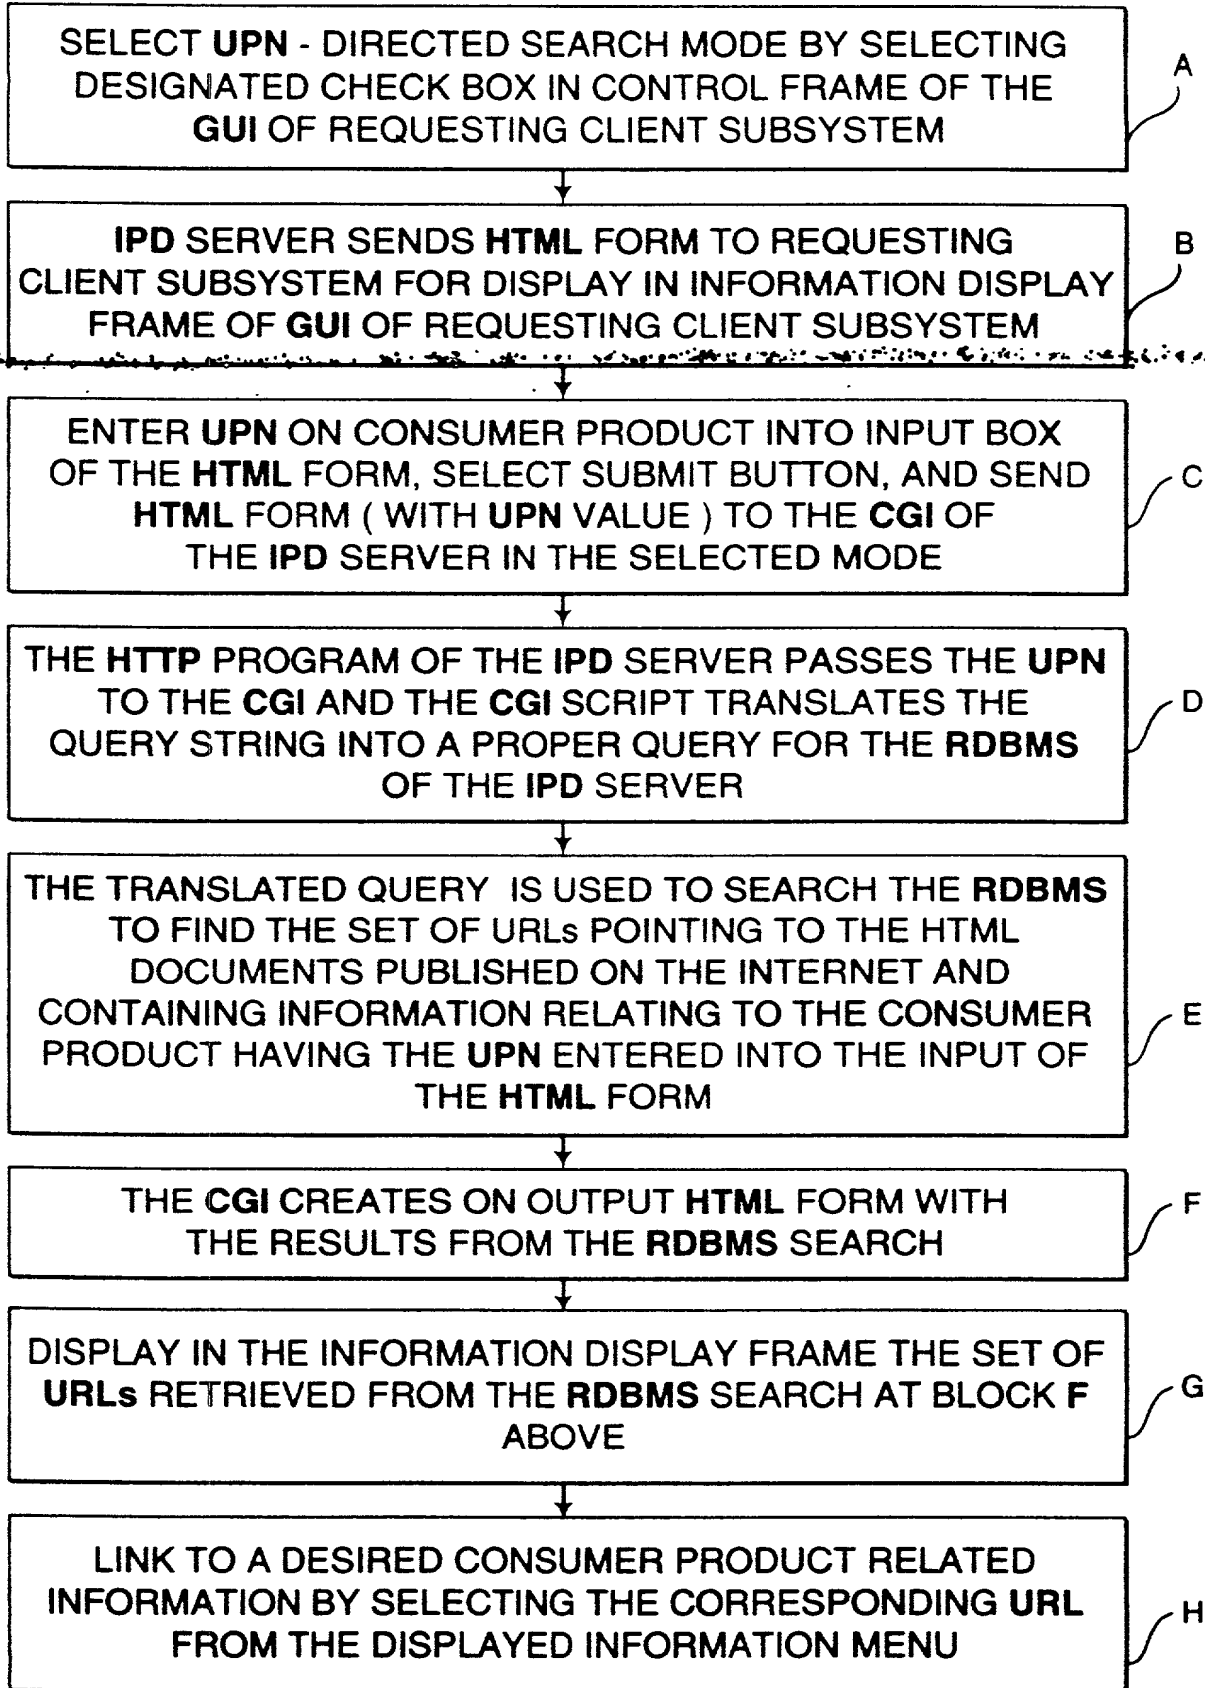 SELECT UPN - DIRECTED SEARCH MODE BY SELECTING
DESIGNATED CHECK BOX IN CONTROL FRAME OF THE
GUI OF REQUESTING CLIENT SUBSYSTEM
A
IPD SERVER SENDS HTML FORM TO REQUESTING
CLIENT SUBSYSTEM FOR DISPLAY IN INFORMATION DISPLAY
FRAME OF GUI OF REQUESTING CLIENT SUBSYSTEM
B
ENTER UPN ON CONSUMER PRODUCT INTO INPUT BOX
OF THE HTML FORM, SELECT SUBMIT BUTTON, AND SEND
HTML FORM ( WITH UPN VALUE ) TO THE CGI OF
THE IPD SERVER IN THE SELECTED MODE
C
THE HTTP PROGRAM OF THE IPD SERVER PASSES THE UPN
TO THE CGI AND THE CGI SCRIPT TRANSLATES THE
QUERY STRING INTO A PROPER QUERY FOR THE RDBMS
OF THE IPD SERVER
D
THE TRANSLATED QUERY IS USED TO SEARCH THE RDBMS
TO FIND THE SET OF URLs POINTING TO THE HTML
DOCUMENTS PUBLISHED ON THE INTERNET AND
CONTAINING INFORMATION RELATING TO THE CONSUMER
PRODUCT HAVING THE UPN ENTERED INTO THE INPUT OF
THE HTML FORM
E
THE CGI CREATES ON OUTPUT HTML FORM WITH
THE RESULTS FROM THE RDBMS SEARCH
F
DISPLAY IN THE INFORMATION DISPLAY FRAME THE SET OF
URLs RETRIEVED FROM THE RDBMS SEARCH AT BLOCK F
ABOVE
G
LINK TO A DESIRED CONSUMER PRODUCT RELATED
INFORMATION BY SELECTING THE CORRESPONDING URL
FROM THE DISPLAYED INFORMATION MENU
H